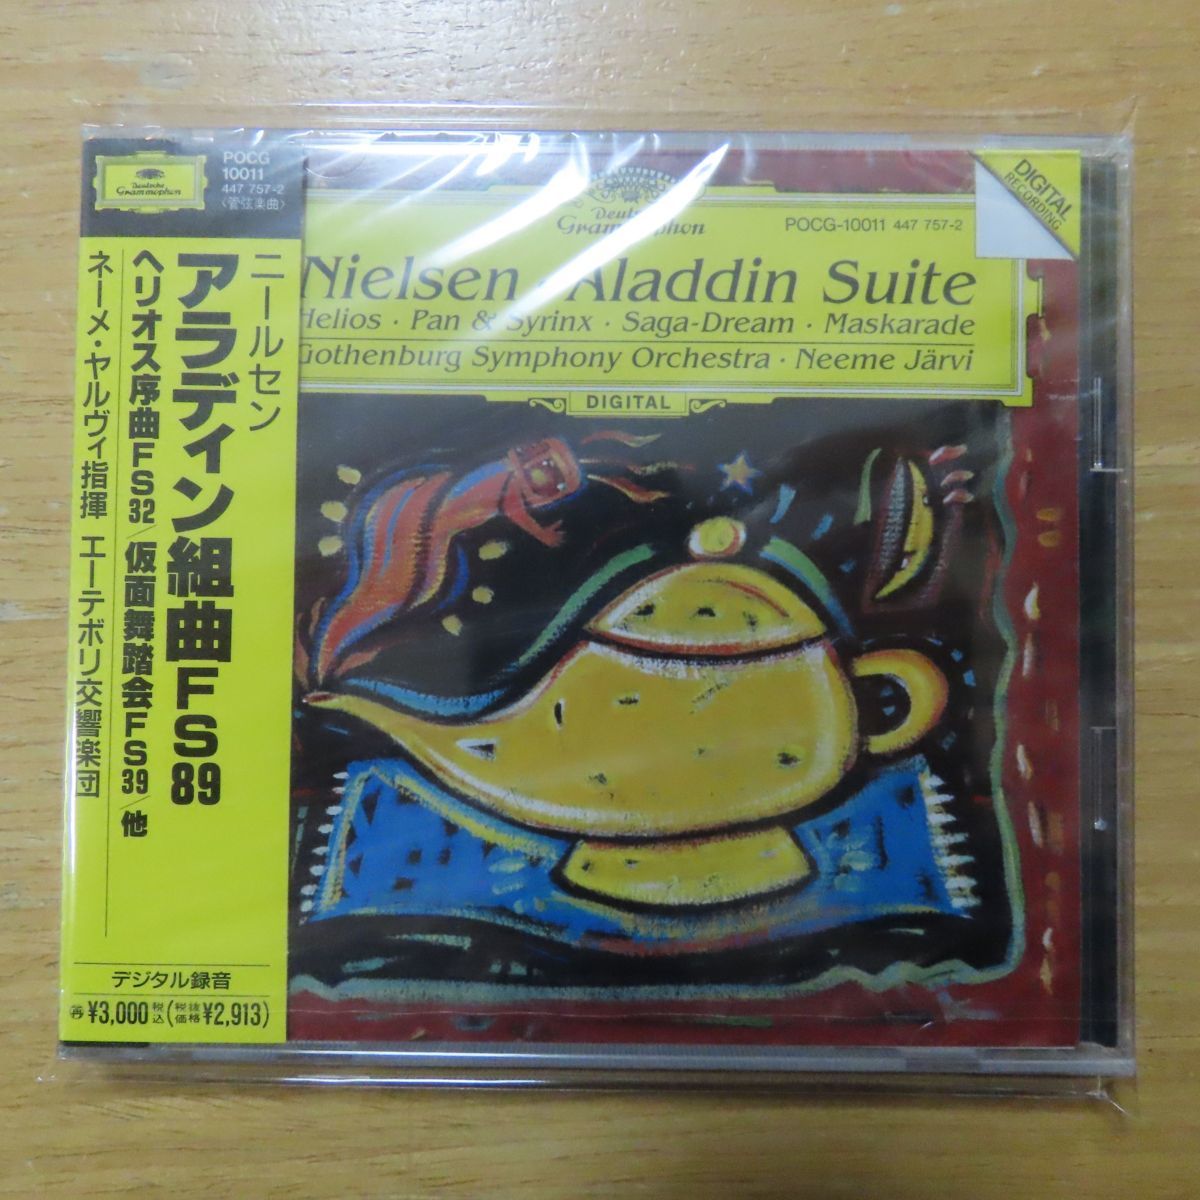 Deutsche
Grammophon
POCG
10011
447 757-2
〈管弦楽曲〉
ニールセン
アラディン組曲FS89
ヘリオス序曲FS32/仮面舞踏会FS39/他
ネーメ・ヤルヴィ指揮 エーテボリ交響楽団
デジタル録音
再 ¥3,000 税込 (税抜価格 ¥2,913)
Deutsche
Grammophon
POCG-10011 447 757-2
DIGITAL
RECORDING
Nielsen · Aladdin Suite
Helios · Pan & Syrinx · Saga-Dream · Maskarade
Gothenburg Symphony Orchestra · Neeme Järvi
DIGITAL